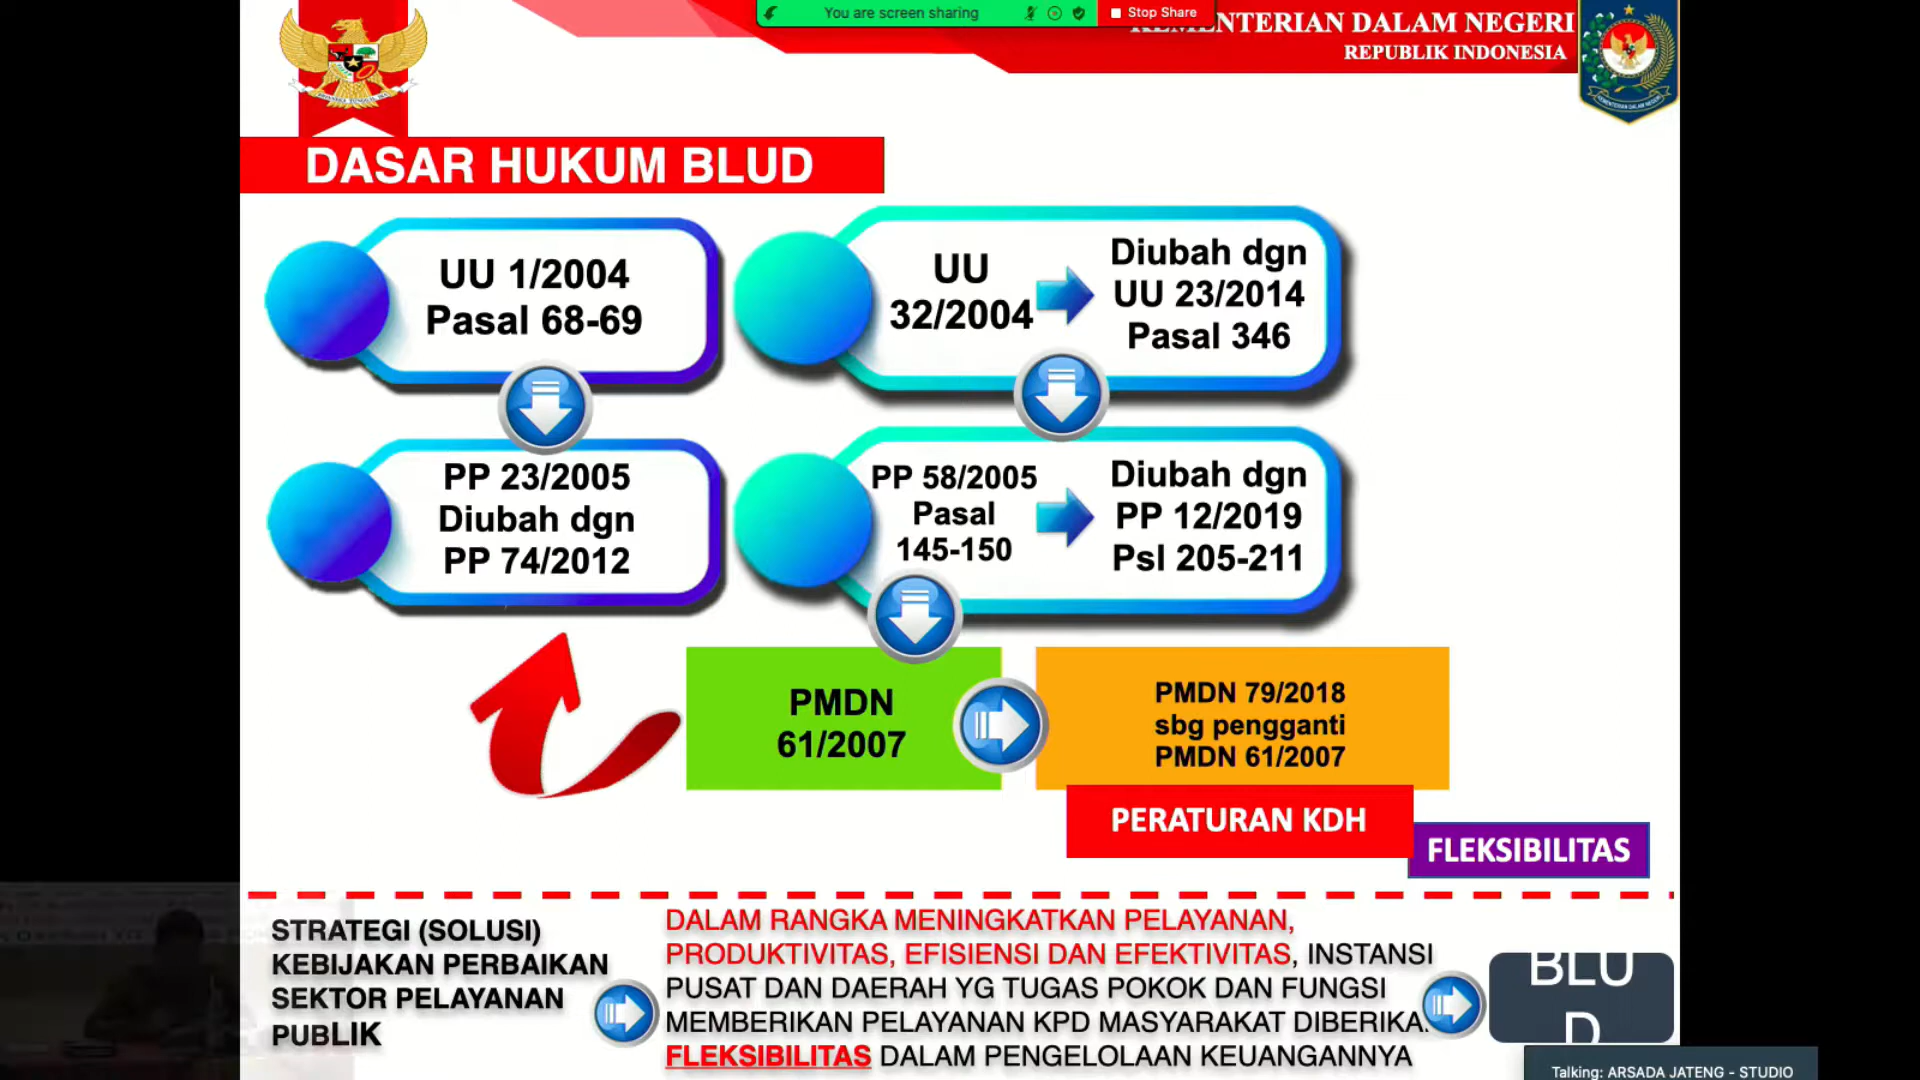 You are screen sharing
Stop Share
KEMENTERIAN DALAM NEGERI
REPUBLIK INDONESIA
DASAR HUKUM BLUD
UU 1/2004
Pasal 68-69
UU
32/2004
Diubah dgn
UU 23/2014
Pasal 346
PP 23/2005
Diubah dgn
PP 74/2012
PP 58/2005
Pasal
145-150
Diubah dgn
PP 12/2019
Psl 205-211
PMDN
61/2007
PMDN 79/2018
sbg pengganti
PMDN 61/2007
PERATURAN KDH
FLEKSIBILITAS
STRATEGI (SOLUSI)
KEBIJAKAN PERBAIKAN
SEKTOR PELAYANAN
PUBLIK
DALAM RANGKA MENINGKATKAN PELAYANAN,
PRODUKTIVITAS, EFISIENSI DAN EFEKTIVITAS, INSTANSI
PUSAT DAN DAERAH YG TUGAS POKOK DAN FUNGSI
MEMBERIKAN PELAYANAN KPD MASYARAKAT DIBERIKA
FLEKSIBILITAS DALAM PENGELOLAAN KEUANGANNYA
BLU
D
Talking: ARSADA JATENG - STUDIO